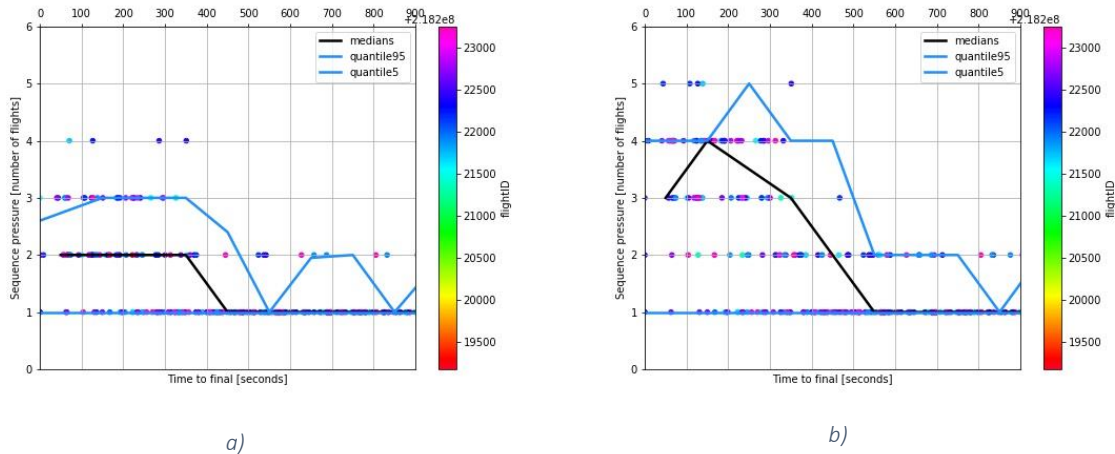 0 100 200 300 400 500 600 700 800 900
+2.182e8
6
5
4
3
2
1
0
Sequence pressure [number of flights]
Time to final [seconds]
medians
quantile95
quantile5
23000
22500
22000
21500
21000
20500
20000
19500
flightID
a)
0 100 200 300 400 500 600 700 800 900
+2.182e8
6
5
4
3
2
1
0
Sequence pressure [number of flights]
Time to final [seconds]
medians
quantile95
quantile5
23000
22500
22000
21500
21000
20500
20000
19500
flightID
b)